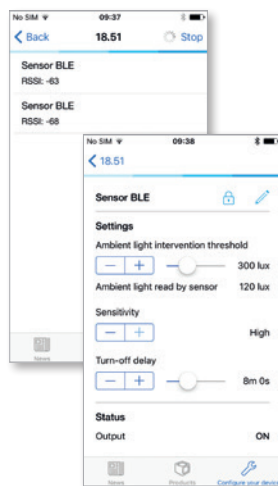 No SIM 09:37
Back 18.51 Stop
Sensor BLE
RSSI: -63
Sensor BLE
RSSI: -68
News
No SIM 09:38
18.51
Sensor BLE
Settings
Ambient light intervention threshold
− + 300 lux
Ambient light read by sensor 120 lux
Sensitivity
− + High
Turn-off delay
− + 8m 0s
Status
Output ON
News Products Configure your device